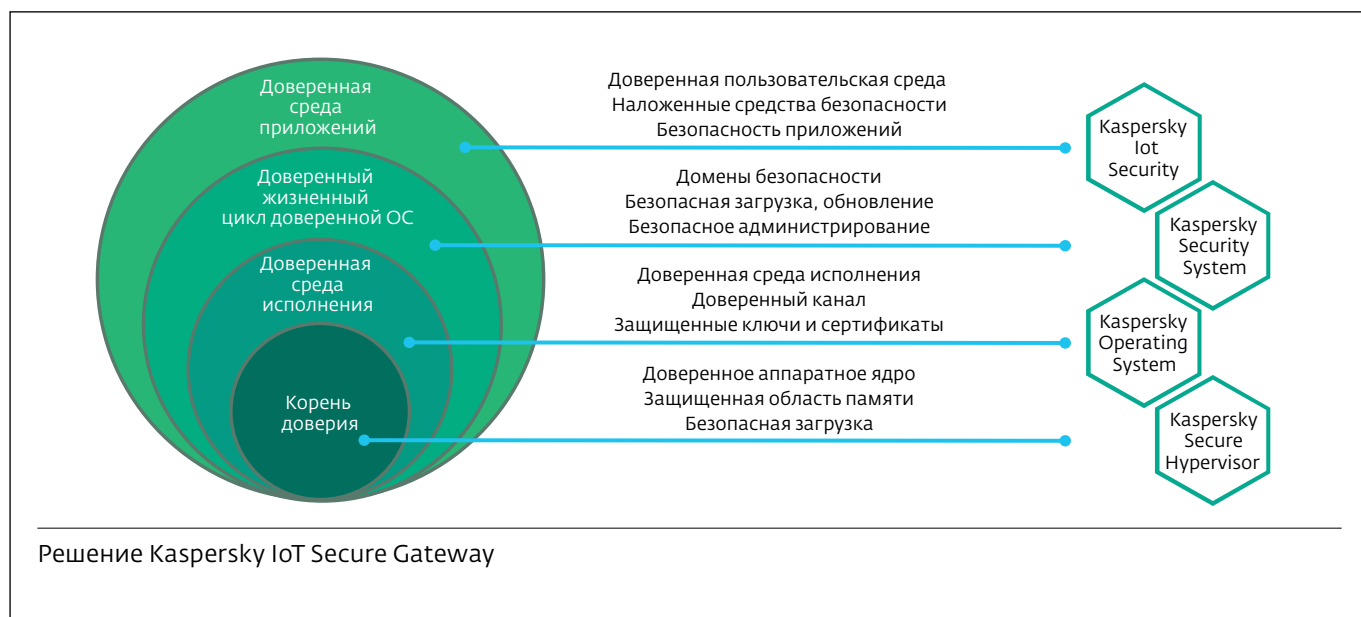 Доверенная
среда
приложений
Доверенный
жизненный
цикл доверенной ОС
Доверенная
среда
исполнения
Корень
доверия
Доверенная пользовательская среда
Наложенные средства безопасности
Безопасность приложений
Домены безопасности
Безопасная загрузка, обновление
Безопасное администрирование
Доверенная среда исполнения
Доверенный канал
Защищенные ключи и сертификаты
Доверенное аппаратное ядро
Защищенная область памяти
Безопасная загрузка
Kaspersky
Iot
Security
Kaspersky
Security
System
Kaspersky
Operating
System
Kaspersky
Secure
Hypervisor
Решение Kaspersky IoT Secure Gateway